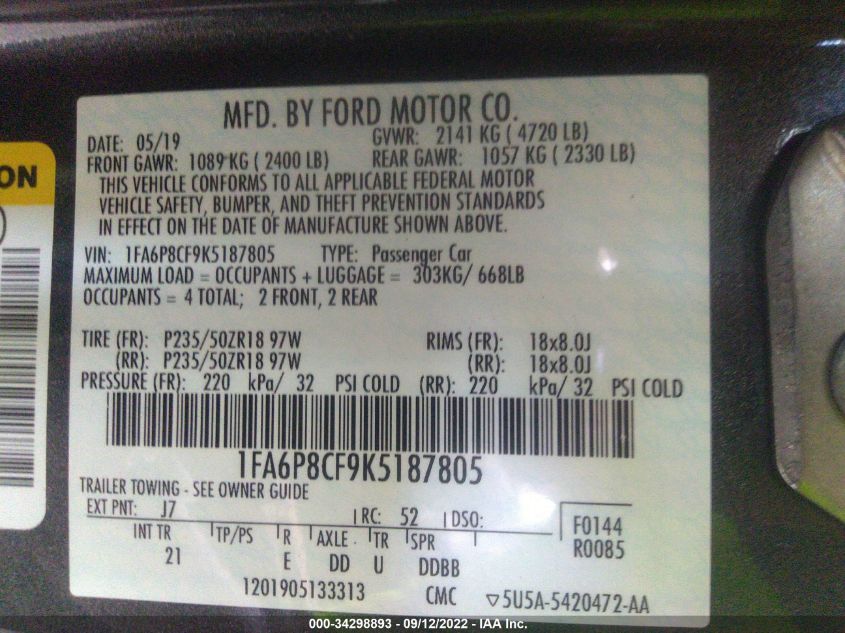 MFD. BY FORD MOTOR CO.
DATE: 05/19 GVWR: 2141 KG ( 4720 LB)
FRONT GAWR: 1089 KG ( 2400 LB) REAR GAWR: 1057 KG ( 2330 LB)
THIS VEHICLE CONFORMS TO ALL APPLICABLE FEDERAL MOTOR
VEHICLE SAFETY, BUMPER, AND THEFT PREVENTION STANDARDS
IN EFFECT ON THE DATE OF MANUFACTURE SHOWN ABOVE.
VIN: 1FA6P8CF9K5187805 TYPE: Passenger Car
MAXIMUM LOAD = OCCUPANTS + LUGGAGE = 303KG/ 668LB
OCCUPANTS = 4 TOTAL; 2 FRONT, 2 REAR
TIRE (FR): P235/50ZR18 97W RIMS (FR): 18x8.0J
(RR): P235/50ZR18 97W (RR): 18x8.0J
PRESSURE (FR): 220 kPa/ 32 PSI COLD (RR): 220 kPa/ 32 PSI COLD
1FA6P8CF9K5187805
TRAILER TOWING - SEE OWNER GUIDE
EXT PNT: J7 RC: 52 DSO: F0144
INT TR TP/PS R AXLE TR SPR R0085
21 E DD U DDBB
1201905133313 CMC ▽5U5A-5420472-AA
ON
000-34298893 - 09/12/2022 - IAA Inc.